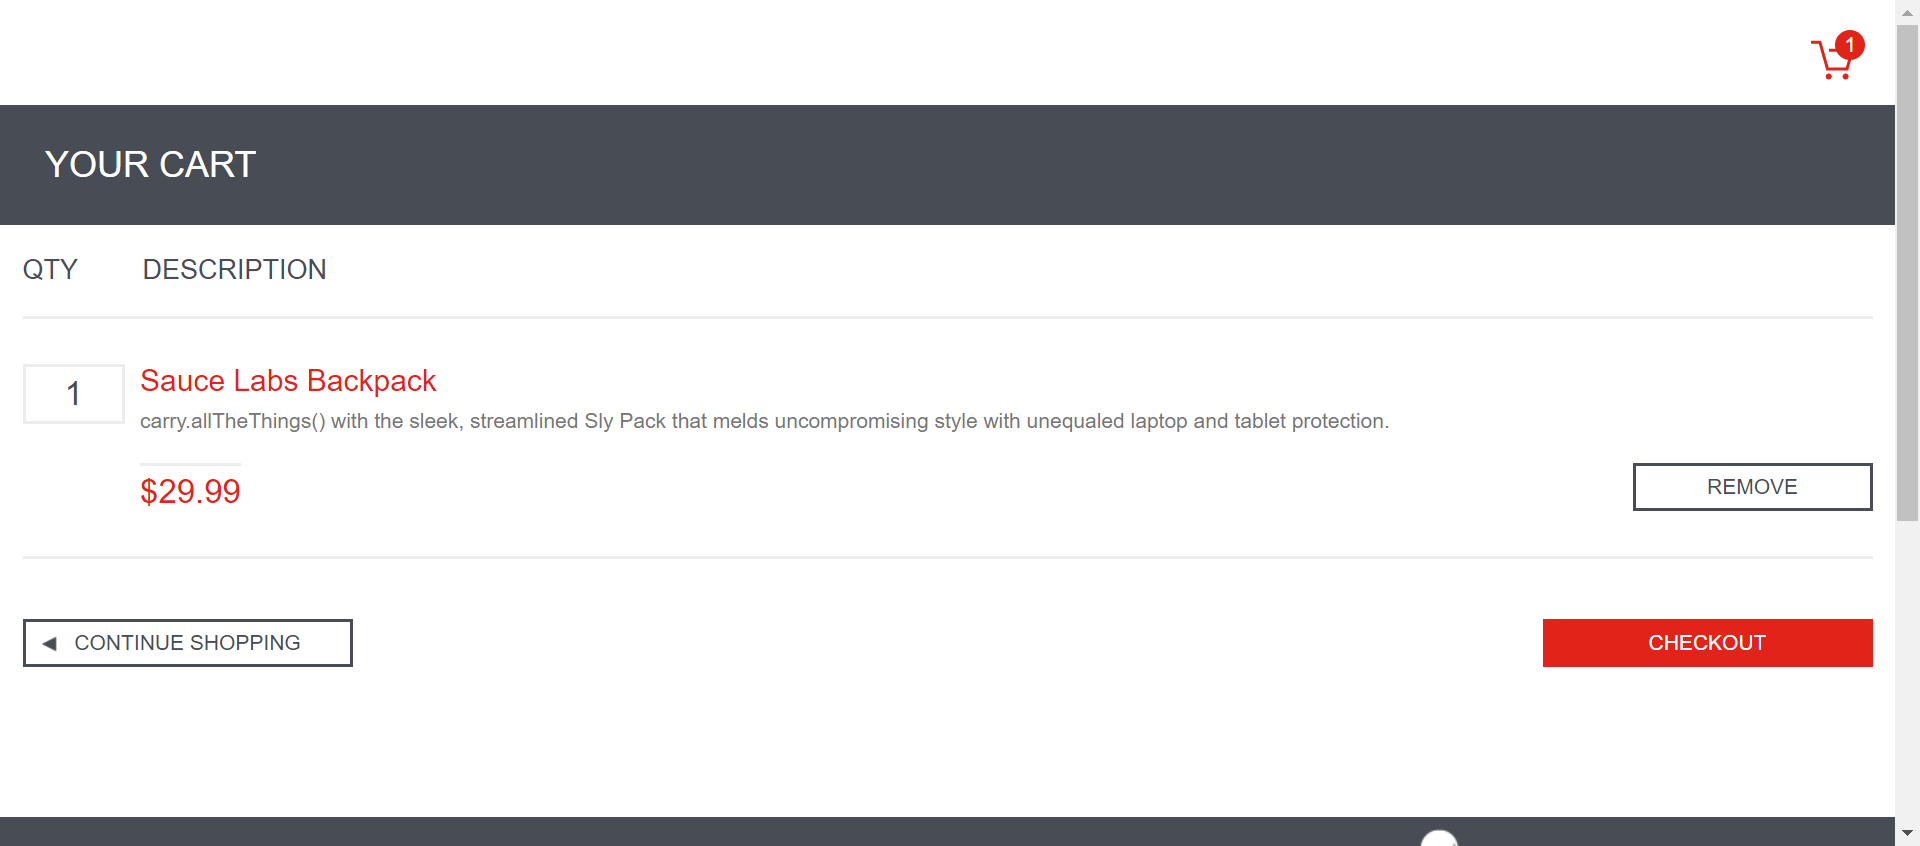 1
YOUR CART
QTY DESCRIPTION
1 Sauce Labs Backpack
carry.allTheThings() with the sleek, streamlined Sly Pack that melds uncompromising style with unequaled laptop and tablet protection.
$29.99 REMOVE
CONTINUE SHOPPING CHECKOUT